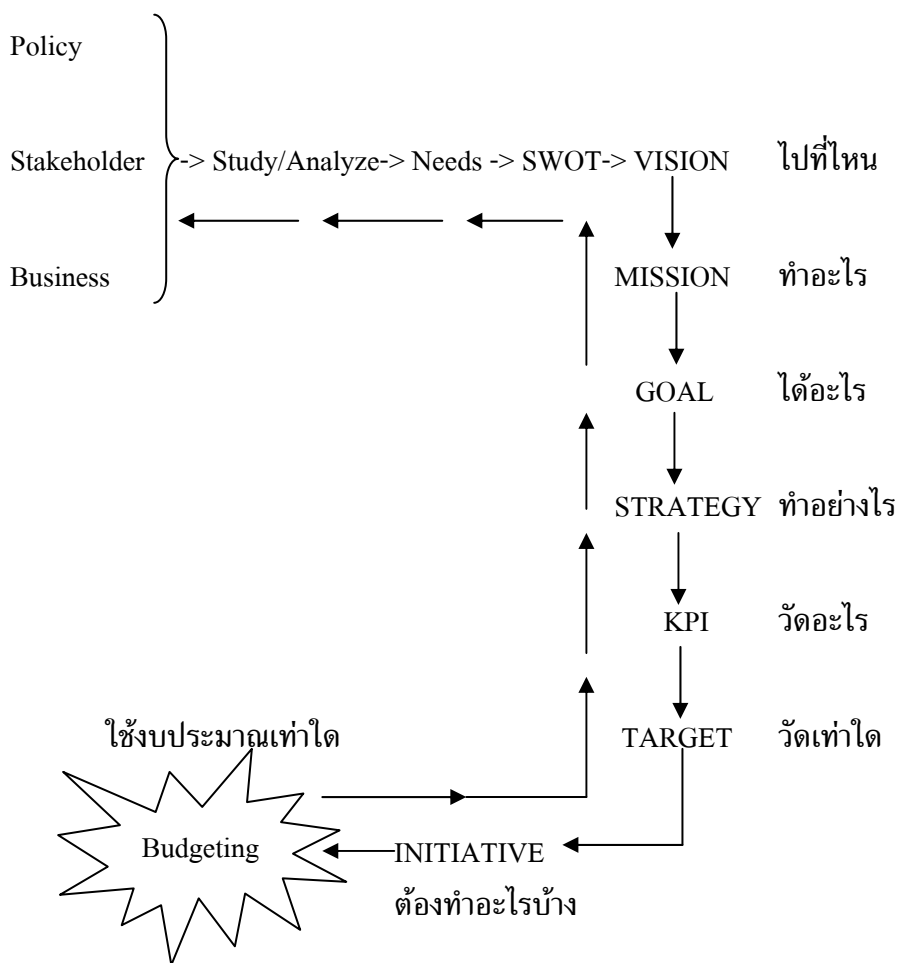 Policy
Stakeholder -> Study/Analyze-> Needs -> SWOT-> VISION ไปที่ไหน
Business MISSION ทำอะไร
GOAL ได้อะไร
STRATEGY ทำอย่างไร
KPI วัดอะไร
ใช้งบประมาณเท่าใด TARGET วัดเท่าใด
Budgeting INITIATIVE
ต้องทำอะไรบ้าง